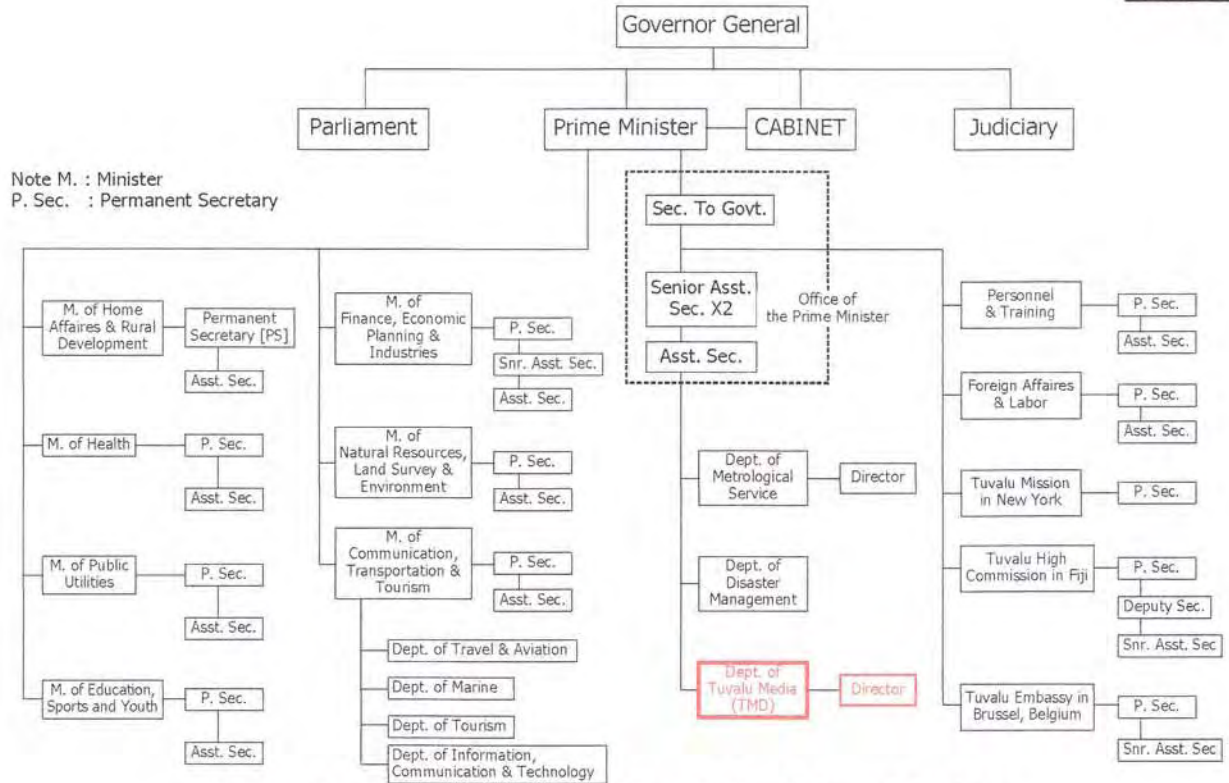 Governor General
Parliament
Prime Minister
CABINET
Judiciary
Note M. : Minister
P. Sec. : Permanent Secretary
Sec. To Govt.
Senior Asst.
Sec. X2
Asst. Sec.
Office of
the Prime Minister
M. of Home
Affaires & Rural
Development
Permanent
Secretary [PS]
Asst. Sec.
M. of Health
P. Sec.
Asst. Sec.
M. of Public
Utilities
P. Sec.
Asst. Sec.
M. of Education,
Sports and Youth
P. Sec.
Asst. Sec.
M. of
Finance, Economic
Planning &
Industries
P. Sec.
Snr. Asst. Sec.
Asst. Sec.
M. of
Natural Resources,
Land Survey &
Environment
P. Sec.
Asst. Sec.
M. of
Communication,
Transportation &
Tourism
P. Sec.
Asst. Sec.
Dept. of Travel & Aviation
Dept. of Marine
Dept. of Tourism
Dept. of Information,
Communication & Technology
Dept. of
Metrological
Service
Director
Dept. of
Disaster
Management
Dept. of
Tuvalu Media
(TMD)
Director
Personnel
& Training
P. Sec.
Asst. Sec.
Foreign Affaires
& Labor
P. Sec.
Asst. Sec.
Tuvalu Mission
in New York
P. Sec.
Tuvalu High
Commission in Fiji
P. Sec.
Deputy Sec.
Snr. Asst. Sec
Tuvalu Embassy in
Brussel, Belgium
P. Sec.
Snr. Asst. Sec